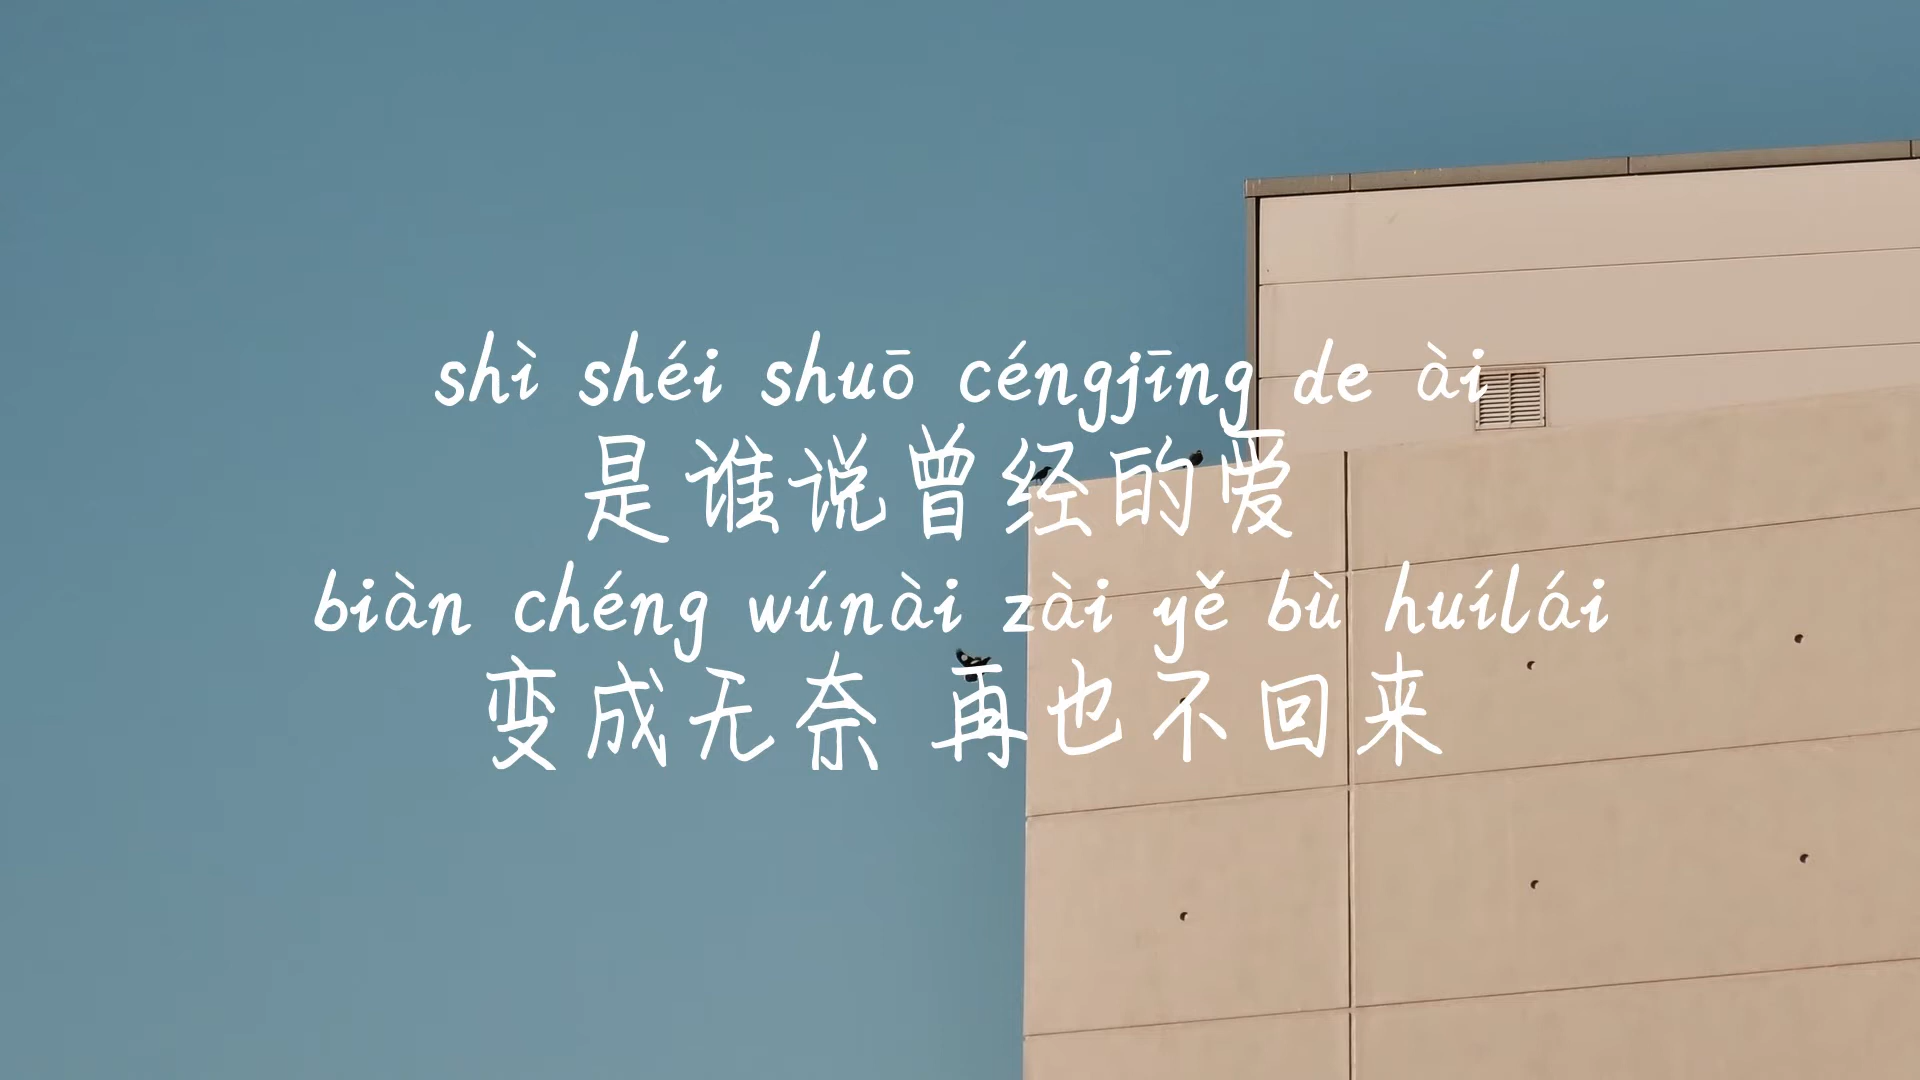 shì shéi shuō céngjīng de ài
是谁说曾经的爱
biàn chéng wúnài zài yě bù huílái
变成无奈 再也不回来